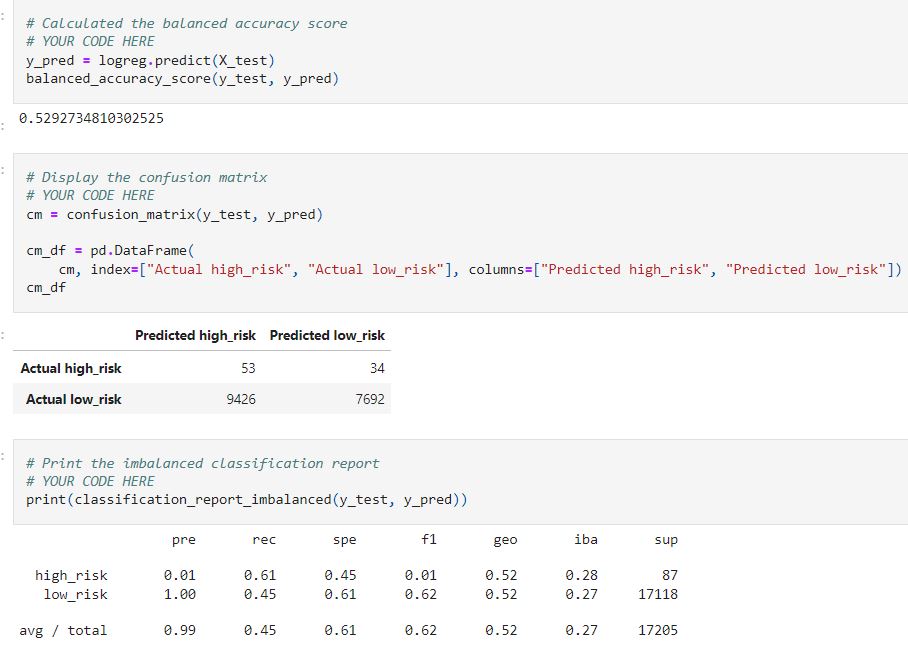 # Calculated the balanced accuracy score
# YOUR CODE HERE
y_pred = logreg.predict(X_test)
balanced_accuracy_score(y_test, y_pred)
0.5292734810302525
# Display the confusion matrix
# YOUR CODE HERE
cm = confusion_matrix(y_test, y_pred)
cm_df = pd.DataFrame(
    cm, index=["Actual high_risk", "Actual low_risk"], columns=["Predicted high_risk", "Predicted low_risk"])
cm_df
Predicted high_risk Predicted low_risk
Actual high_risk 53 34
Actual low_risk 9426 7692
# Print the imbalanced classification report
# YOUR CODE HERE
print(classification_report_imbalanced(y_test, y_pred))
pre rec spe f1 geo iba sup
high_risk 0.01 0.61 0.45 0.01 0.52 0.28 87
low_risk 1.00 0.45 0.61 0.62 0.52 0.27 17118
avg / total 0.99 0.45 0.61 0.62 0.52 0.27 17205